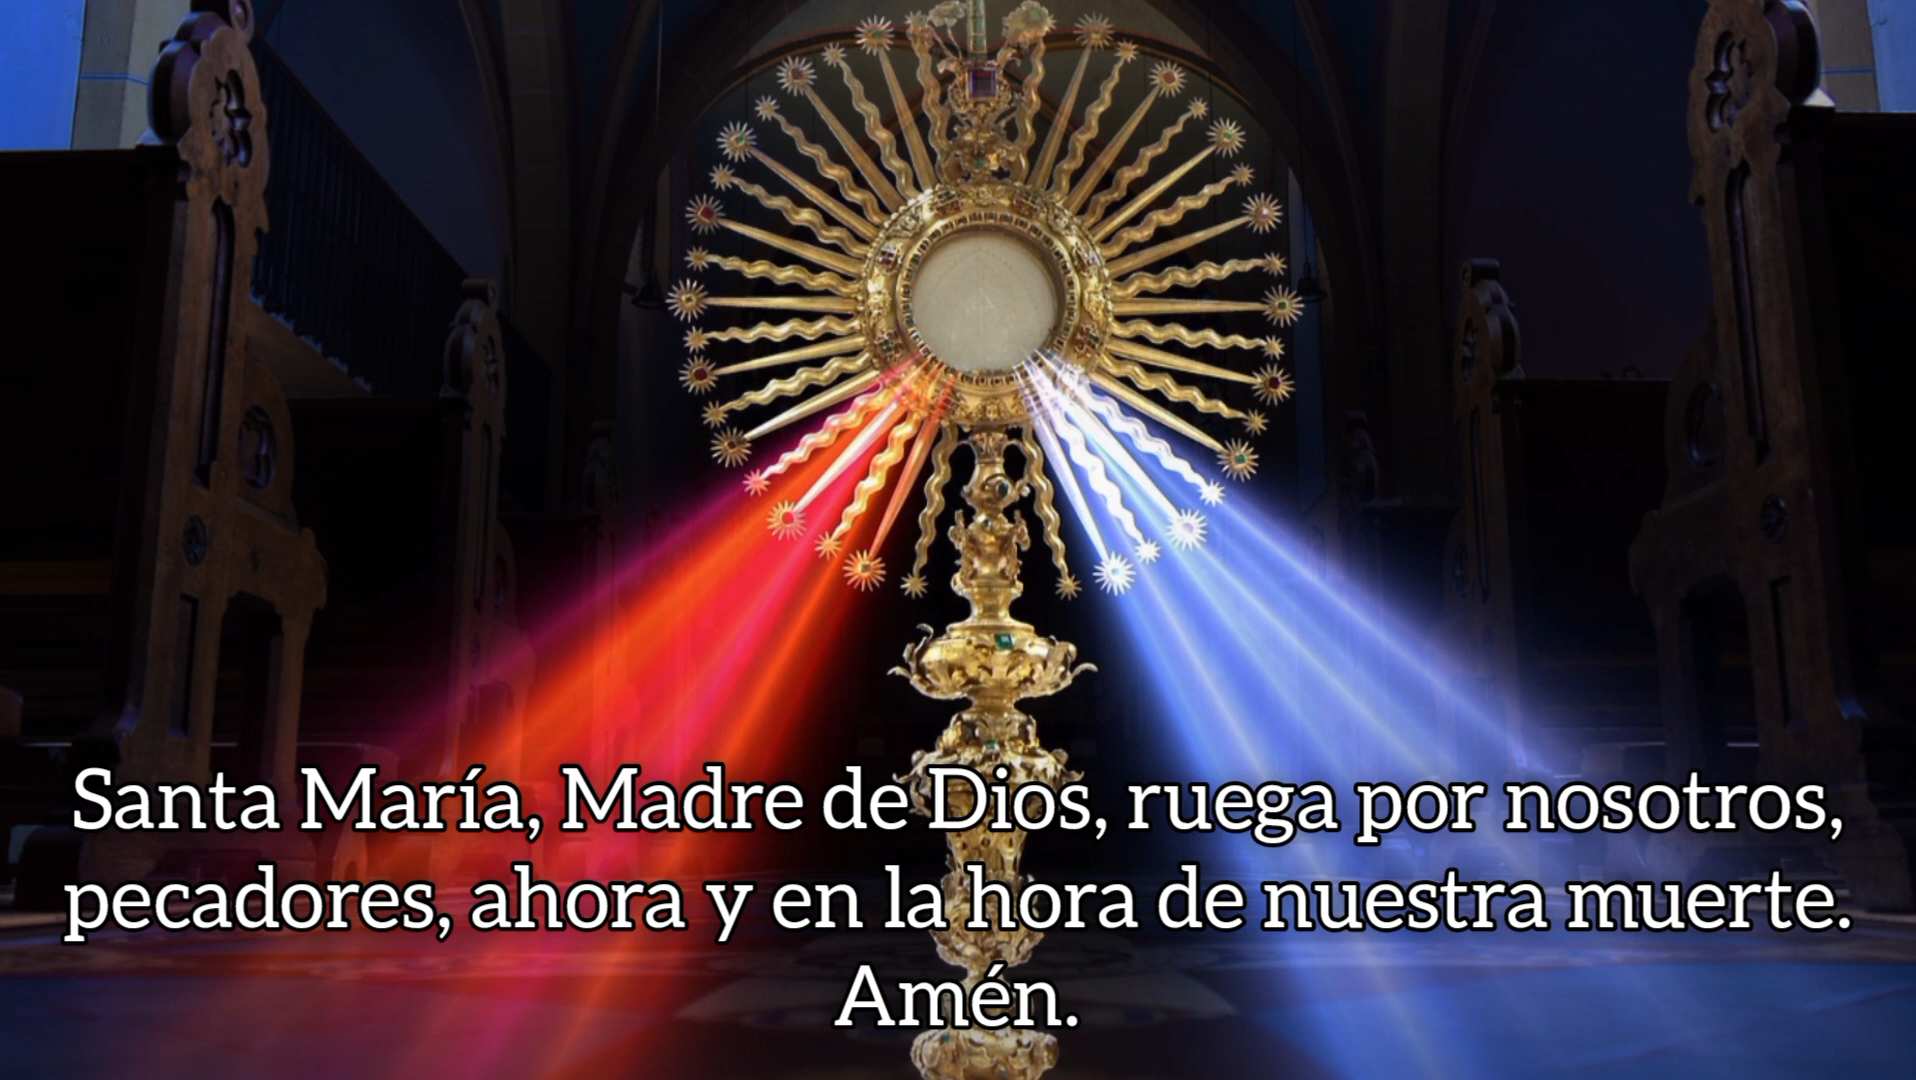 Santa María, Madre de Dios, ruega por nosotros,
pecadores, ahora y en la hora de nuestra muerte.
Amén.